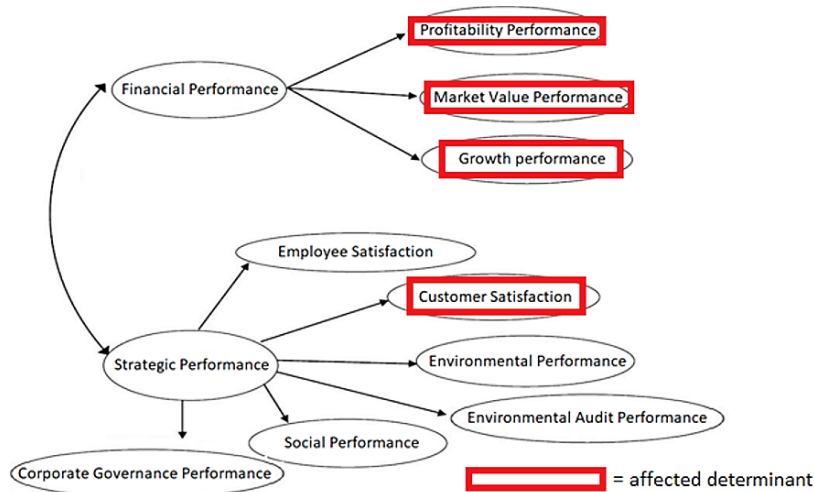 Profitability Performance
Financial Performance
Market Value Performance
Growth performance
Employee Satisfaction
Customer Satisfaction
Strategic Performance
Environmental Performance
Environmental Audit Performance
Social Performance
Corporate Governance Performance
= affected determinant